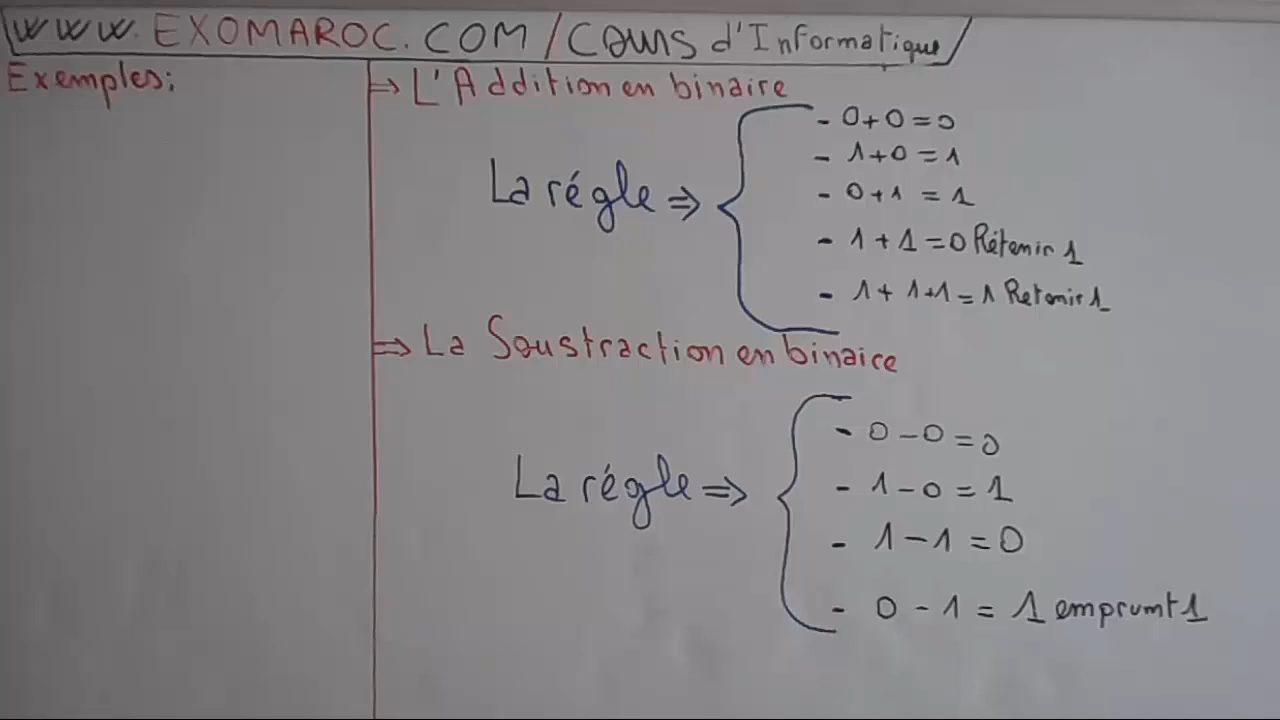 WWW.EXOMAROC.COM/Cours d'Informatique/
Exemples:
⇒ L'Addition en binaire
La régle ⇒
- 0+0=0
- 1+0=1
- 0+1=1
- 1+1=0 Rétenir 1
- 1+1+1=1 Retenir 1
⇒ La Soustraction en binaire
La régle ⇒
- 0-0=0
- 1-0=1
- 1-1=0
- 0-1=1 emprumt 1